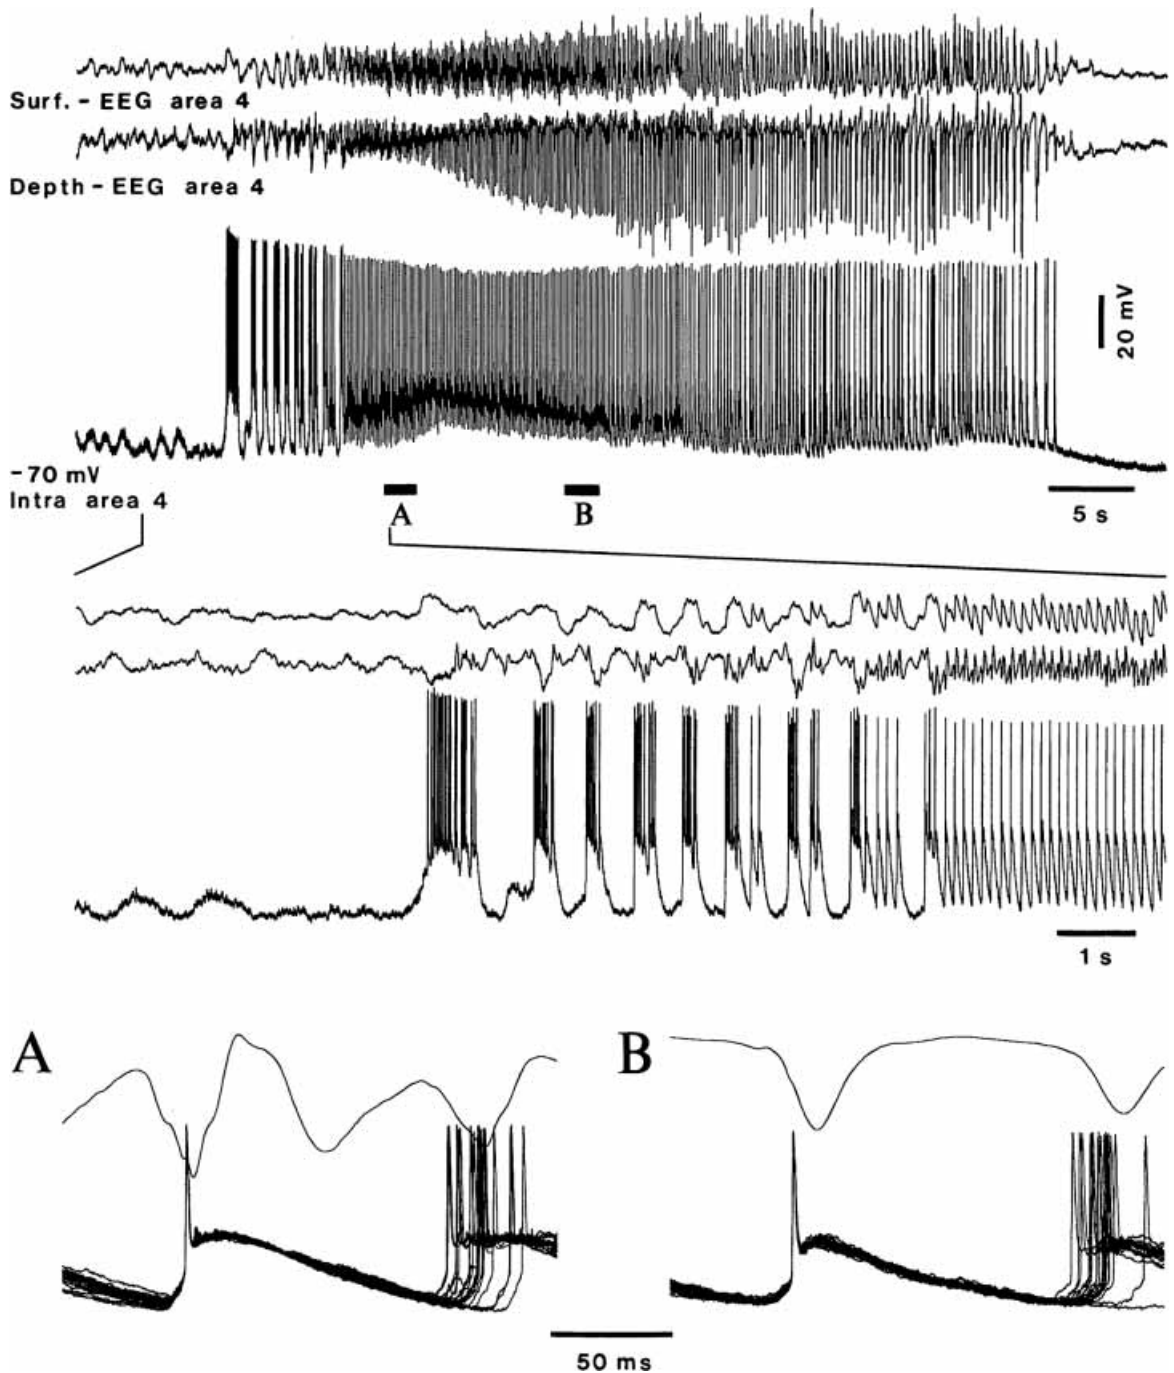 Surf. - EEG area 4
Depth - EEG area 4
20 mV
-70 mV
Intra area 4
A
B
5 s
1 s
A
B
50 ms